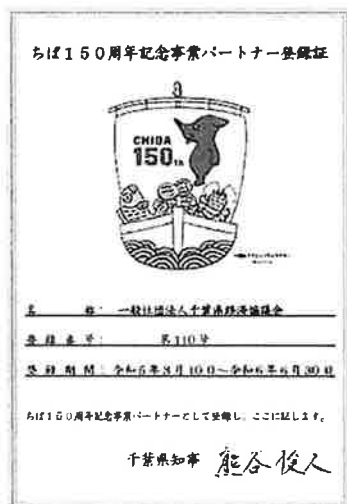 ちば150周年記念事業パートナー登録証
CHIBA
150TH
名　　称：　一般社団法人千葉県経済協議会
登録番号：　第110号
登録期間：令和5年3月10日～令和6年6月30日
ちば150周年記念事業パートナーとして登録し、ここに証します。
千葉県知事　熊谷俊人